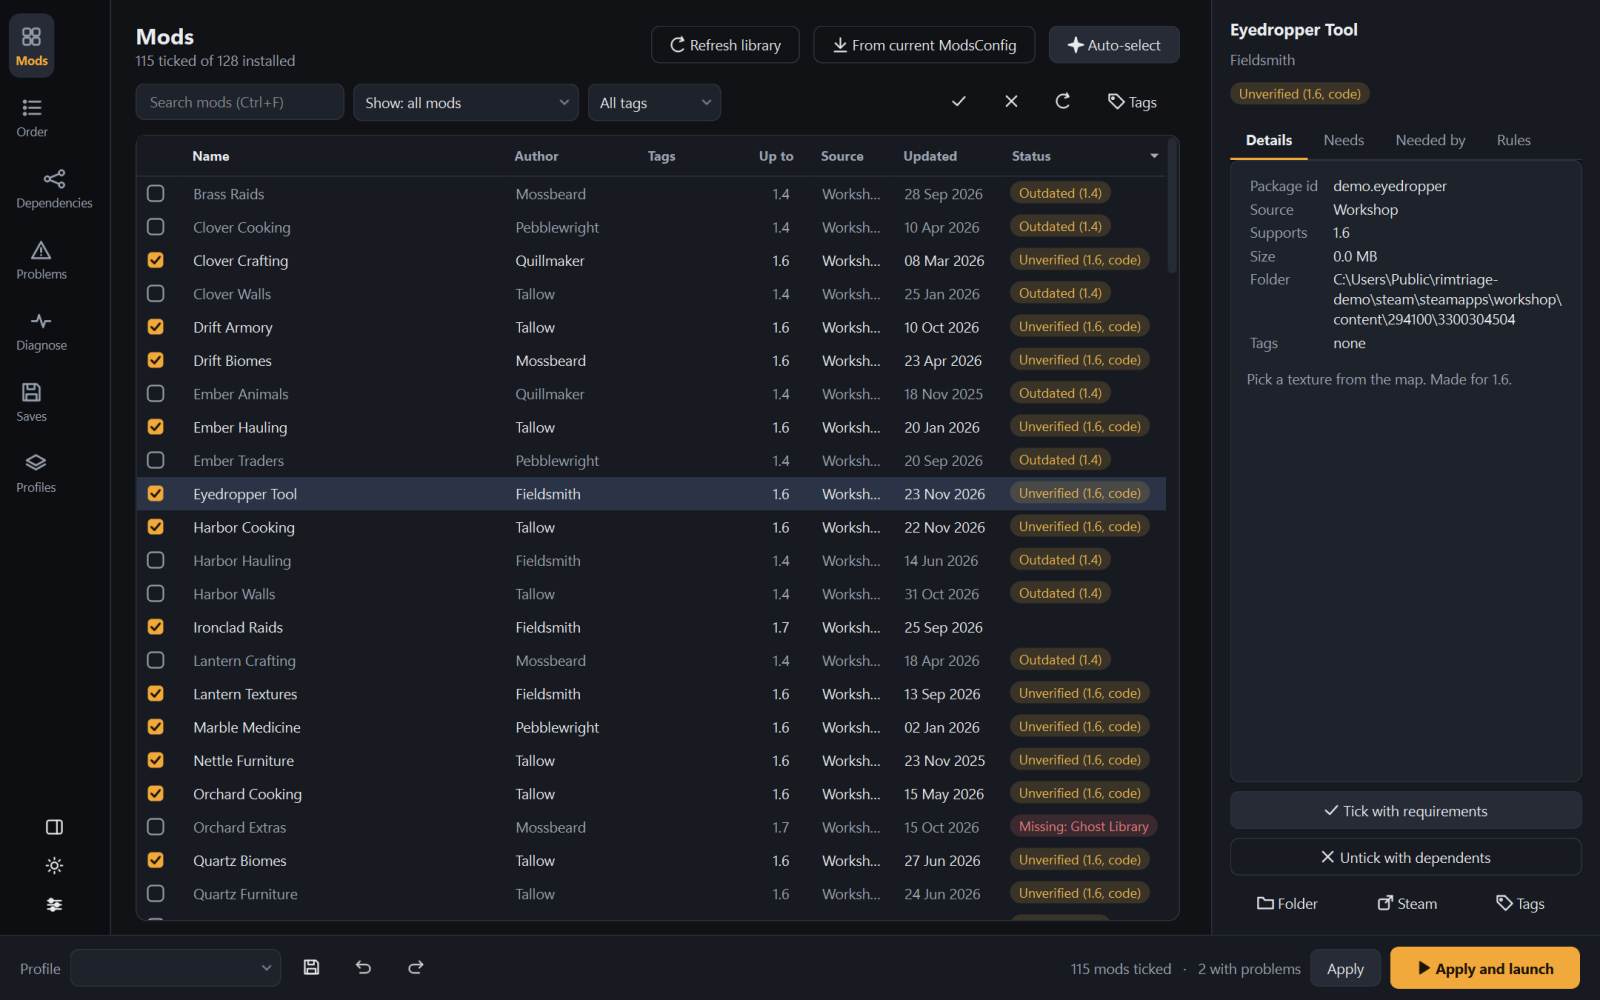 Mods
Order
Dependencies
Problems
Diagnose
Saves
Profiles
Mods
115 ticked of 128 installed
Refresh library
From current ModsConfig
Auto-select
Search mods (Ctrl+F)
Show: all mods
All tags
Tags
Name Author Tags Up to Source Updated Status
Brass Raids Mossbeard 1.4 Worksh... 28 Sep 2026 Outdated (1.4)
Clover Cooking Pebblewright 1.4 Worksh... 10 Apr 2026 Outdated (1.4)
Clover Crafting Quillmaker 1.6 Worksh... 08 Mar 2026 Unverified (1.6, code)
Clover Walls Tallow 1.4 Worksh... 25 Jan 2026 Outdated (1.4)
Drift Armory Tallow 1.6 Worksh... 10 Oct 2026 Unverified (1.6, code)
Drift Biomes Mossbeard 1.6 Worksh... 23 Apr 2026 Unverified (1.6, code)
Ember Animals Quillmaker 1.4 Worksh... 18 Nov 2025 Outdated (1.4)
Ember Hauling Tallow 1.6 Worksh... 20 Jan 2026 Unverified (1.6, code)
Ember Traders Pebblewright 1.4 Worksh... 20 Sep 2026 Outdated (1.4)
Eyedropper Tool Fieldsmith 1.6 Worksh... 23 Nov 2026 Unverified (1.6, code)
Harbor Cooking Tallow 1.6 Worksh... 22 Nov 2026 Unverified (1.6, code)
Harbor Hauling Fieldsmith 1.4 Worksh... 14 Jun 2026 Outdated (1.4)
Harbor Walls Tallow 1.4 Worksh... 31 Oct 2026 Outdated (1.4)
Ironclad Raids Fieldsmith 1.7 Worksh... 25 Sep 2026
Lantern Crafting Mossbeard 1.4 Worksh... 18 Apr 2026 Outdated (1.4)
Lantern Textures Fieldsmith 1.6 Worksh... 13 Sep 2026 Unverified (1.6, code)
Marble Medicine Pebblewright 1.6 Worksh... 02 Jan 2026 Unverified (1.6, code)
Nettle Furniture Tallow 1.6 Worksh... 23 Nov 2025 Unverified (1.6, code)
Orchard Cooking Tallow 1.6 Worksh... 15 May 2026 Unverified (1.6, code)
Orchard Extras Mossbeard 1.7 Worksh... 15 Oct 2026 Missing: Ghost Library
Quartz Biomes Tallow 1.6 Worksh... 27 Jun 2026 Unverified (1.6, code)
Quartz Furniture Tallow 1.6 Worksh... 24 Jun 2026 Unverified (1.6, code)
Eyedropper Tool
Fieldsmith
Unverified (1.6, code)
Details Needs Needed by Rules
Package id demo.eyedropper
Source Workshop
Supports 1.6
Size 0.0 MB
Folder C:\Users\Public\rimtriage-
demo\steam\steamapps\workshop\
content\294100\3300304504
Tags none
Pick a texture from the map. Made for 1.6.
Tick with requirements
Untick with dependents
Folder Steam Tags
Profile
115 mods ticked · 2 with problems
Apply
Apply and launch